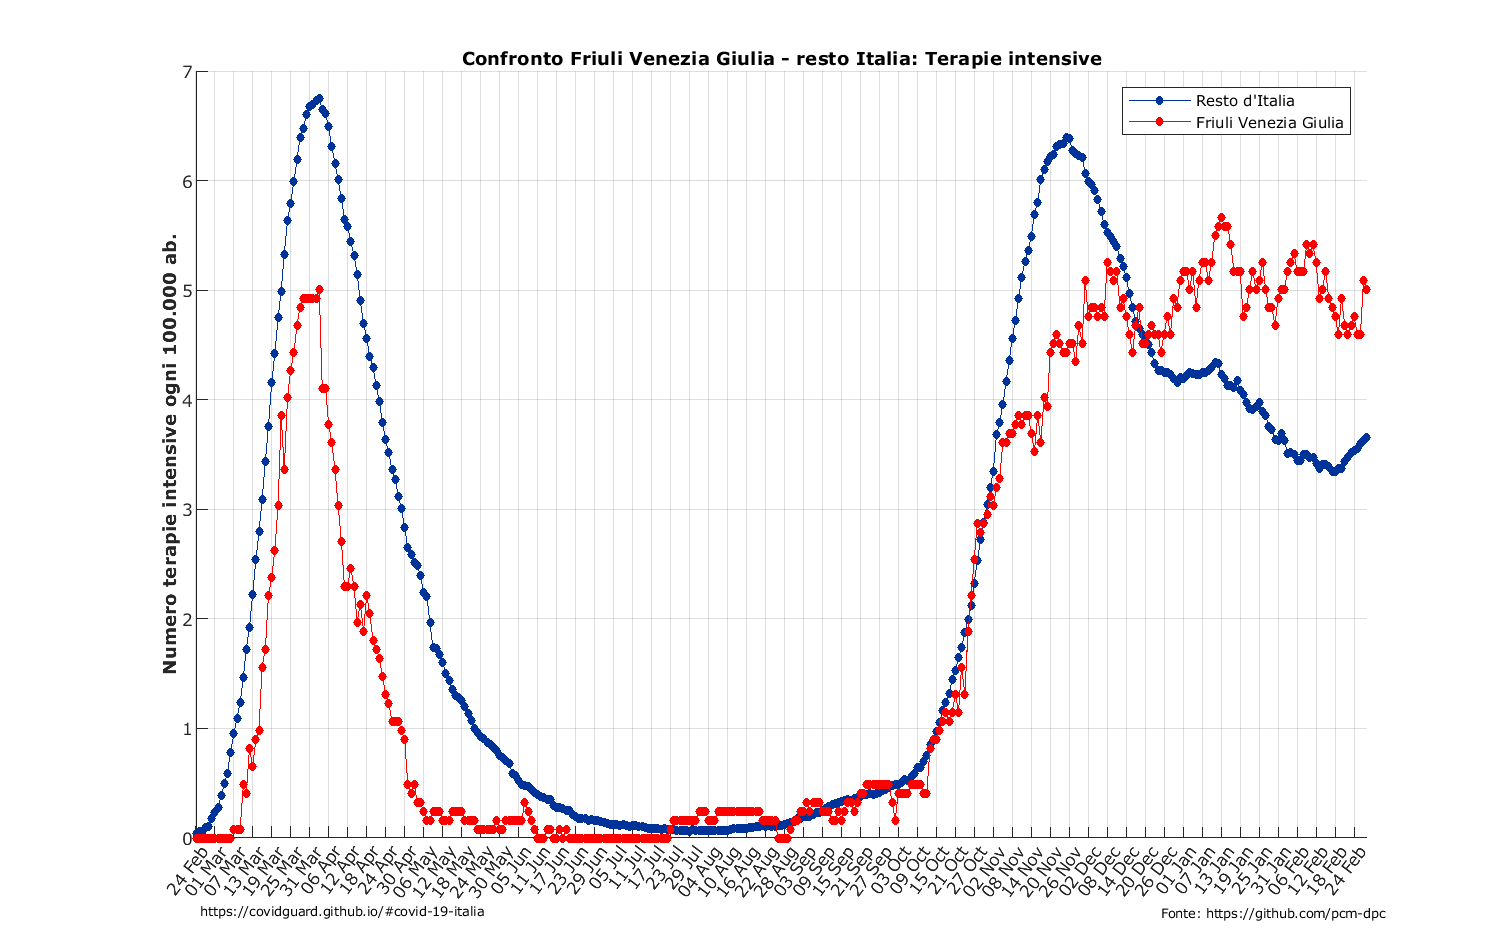 Confronto Friuli Venezia Giulia - resto Italia: Terapie intensive
Resto d'Italia
Friuli Venezia Giulia
Numero terapie intensive ogni 100.000 ab.
7
6
5
4
3
2
1
0
24 Feb
01 Mar
07 Mar
13 Mar
19 Mar
25 Mar
31 Mar
06 Apr
12 Apr
18 Apr
24 Apr
30 Apr
06 May
12 May
18 May
24 May
30 May
05 Jun
11 Jun
17 Jun
23 Jun
29 Jun
05 Jul
11 Jul
17 Jul
23 Jul
29 Jul
04 Aug
10 Aug
16 Aug
22 Aug
28 Aug
03 Sep
09 Sep
15 Sep
21 Sep
27 Sep
03 Oct
09 Oct
15 Oct
21 Oct
27 Oct
02 Nov
08 Nov
14 Nov
20 Nov
26 Nov
02 Dec
08 Dec
14 Dec
20 Dec
26 Dec
01 Jan
07 Jan
13 Jan
19 Jan
25 Jan
31 Jan
06 Feb
12 Feb
18 Feb
24 Feb
https://covidguard.github.io/#covid-19-italia
Fonte: https://github.com/pcm-dpc